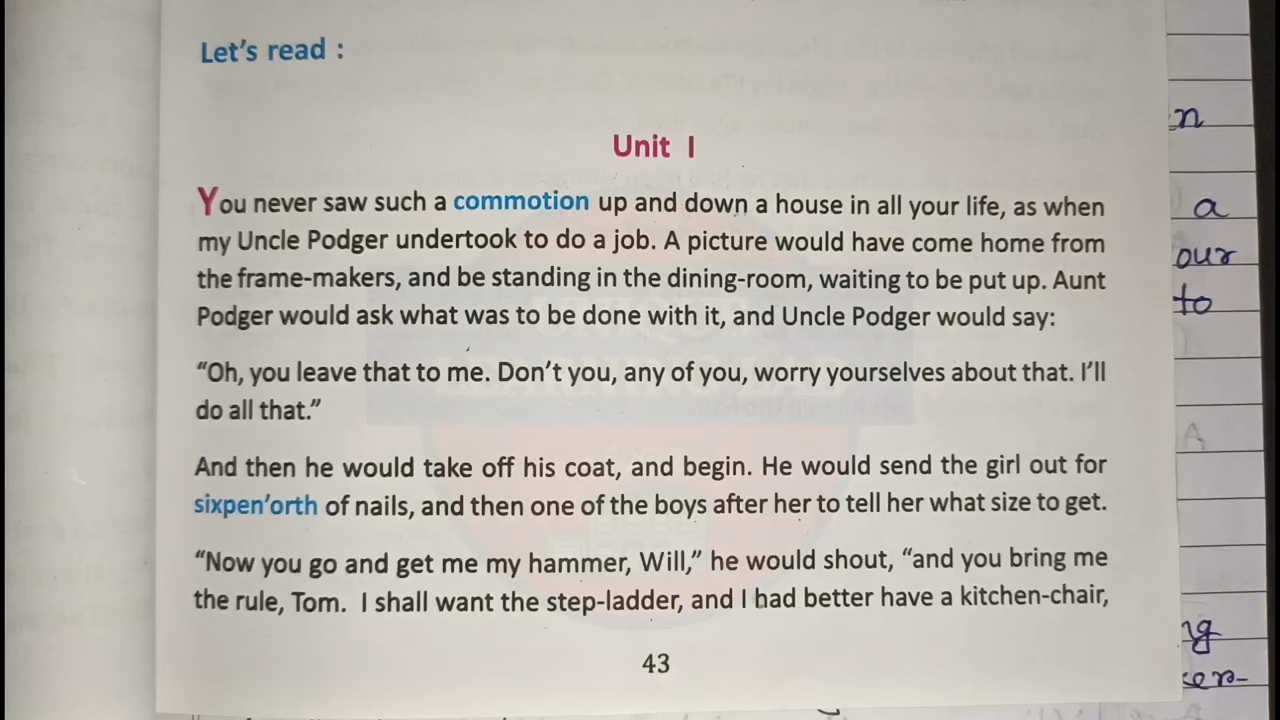 Let's read :
Unit I
You never saw such a commotion up and down a house in all your life, as when
my Uncle Podger undertook to do a job. A picture would have come home from
the frame-makers, and be standing in the dining-room, waiting to be put up. Aunt
Podger would ask what was to be done with it, and Uncle Podger would say:
“Oh, you leave that to me. Don't you, any of you, worry yourselves about that. I'll
do all that.”
And then he would take off his coat, and begin. He would send the girl out for
sixpen'orth of nails, and then one of the boys after her to tell her what size to get.
“Now you go and get me my hammer, Will,” he would shout, “and you bring me
the rule, Tom. I shall want the step-ladder, and I had better have a kitchen-chair,
43
n
a
our
to
A